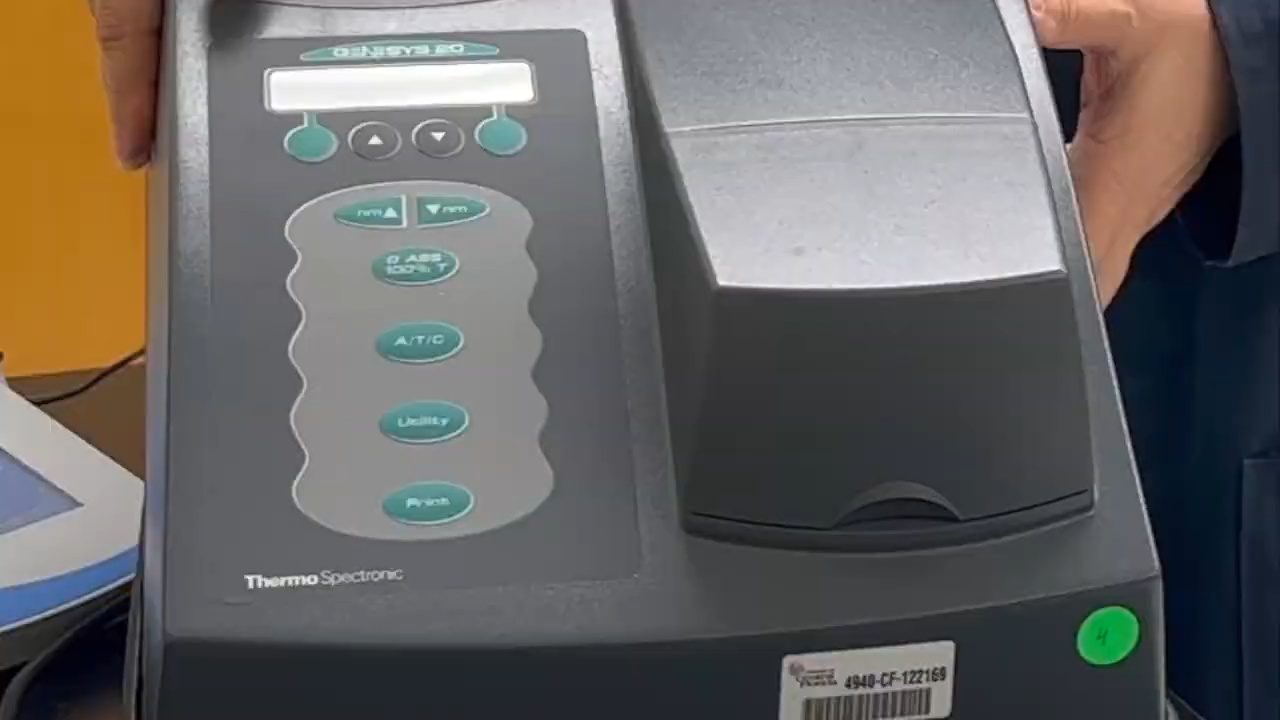 GENESYS 20
nm▲ ▼nm
0 ABS
100% T
A/T/C
Utility
Print
Thermo Spectronic
4940-CF-122169
4